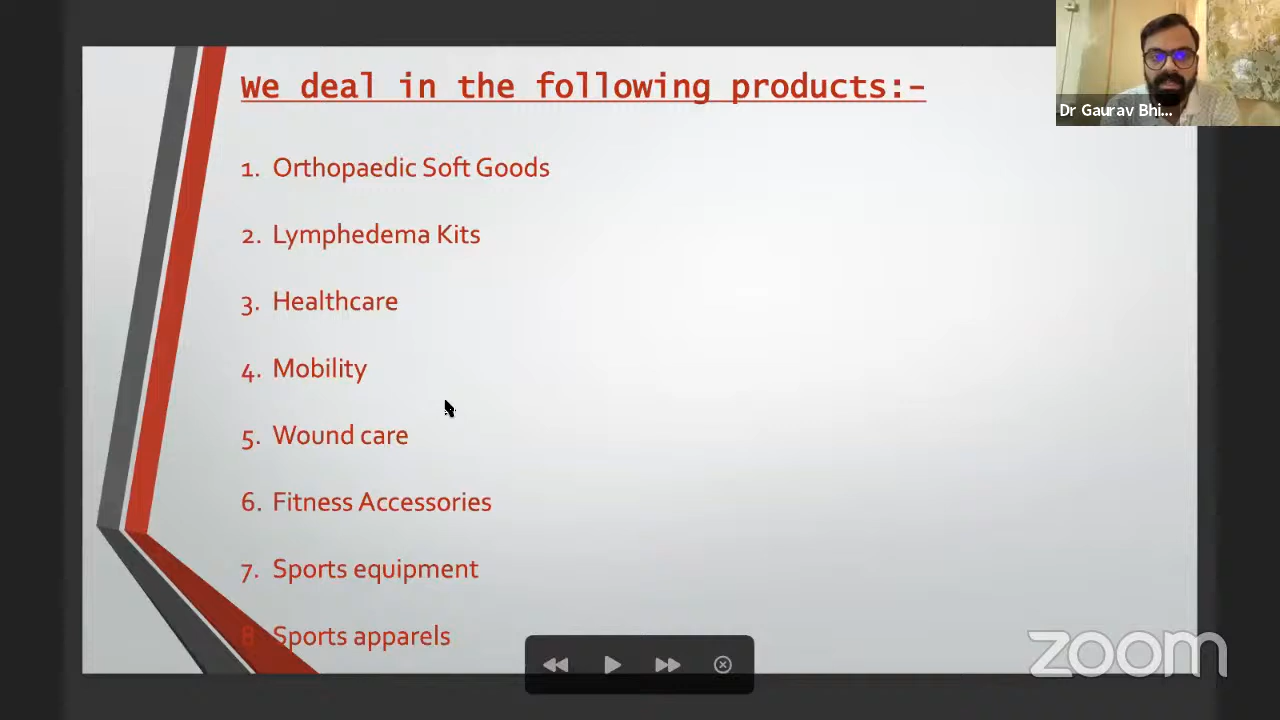 We deal in the following products:-
Dr Gaurav Bhi...
1. Orthopaedic Soft Goods
2. Lymphedema Kits
3. Healthcare
4. Mobility
5. Wound care
6. Fitness Accessories
7. Sports equipment
8 Sports apparels
zoom